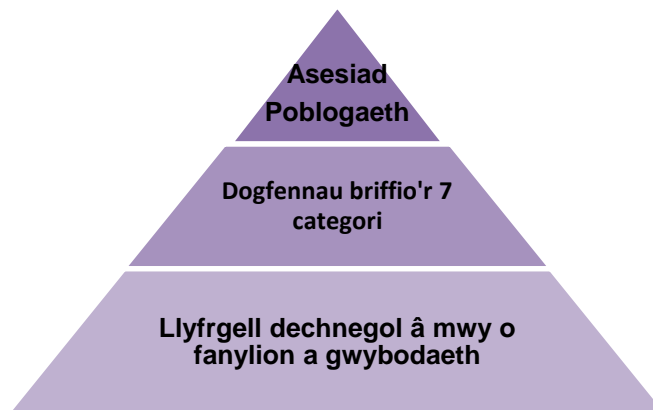 Asesiad
Poblogaeth
Dogfennau briffio'r 7
categori
Llyfrgell dechnegol â mwy o
fanylion a gwybodaeth